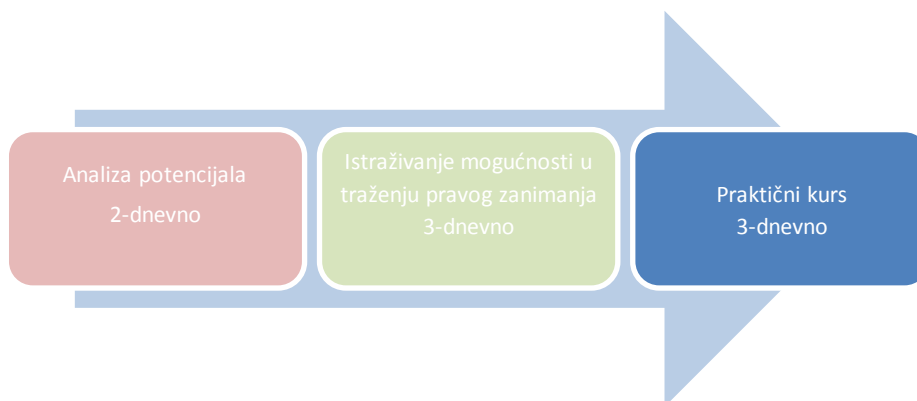 Analiza potencijala
2-dnevno
Istraživanje mogućnosti u
traženju pravog zanimanja
3-dnevno
Praktični kurs
3-dnevno